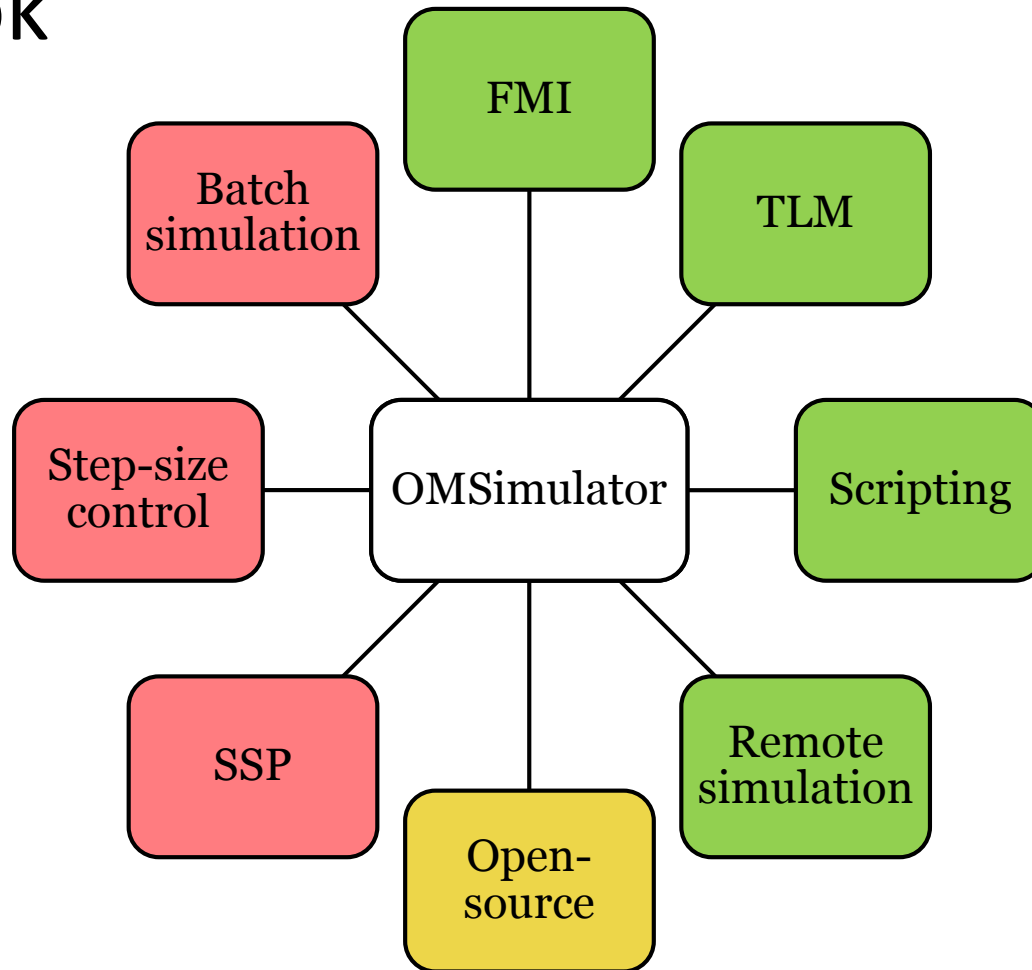 FMI
Batch
simulation
TLM
Step-size
control
OMSimulator
Scripting
SSP
Remote
simulation
Open-
source